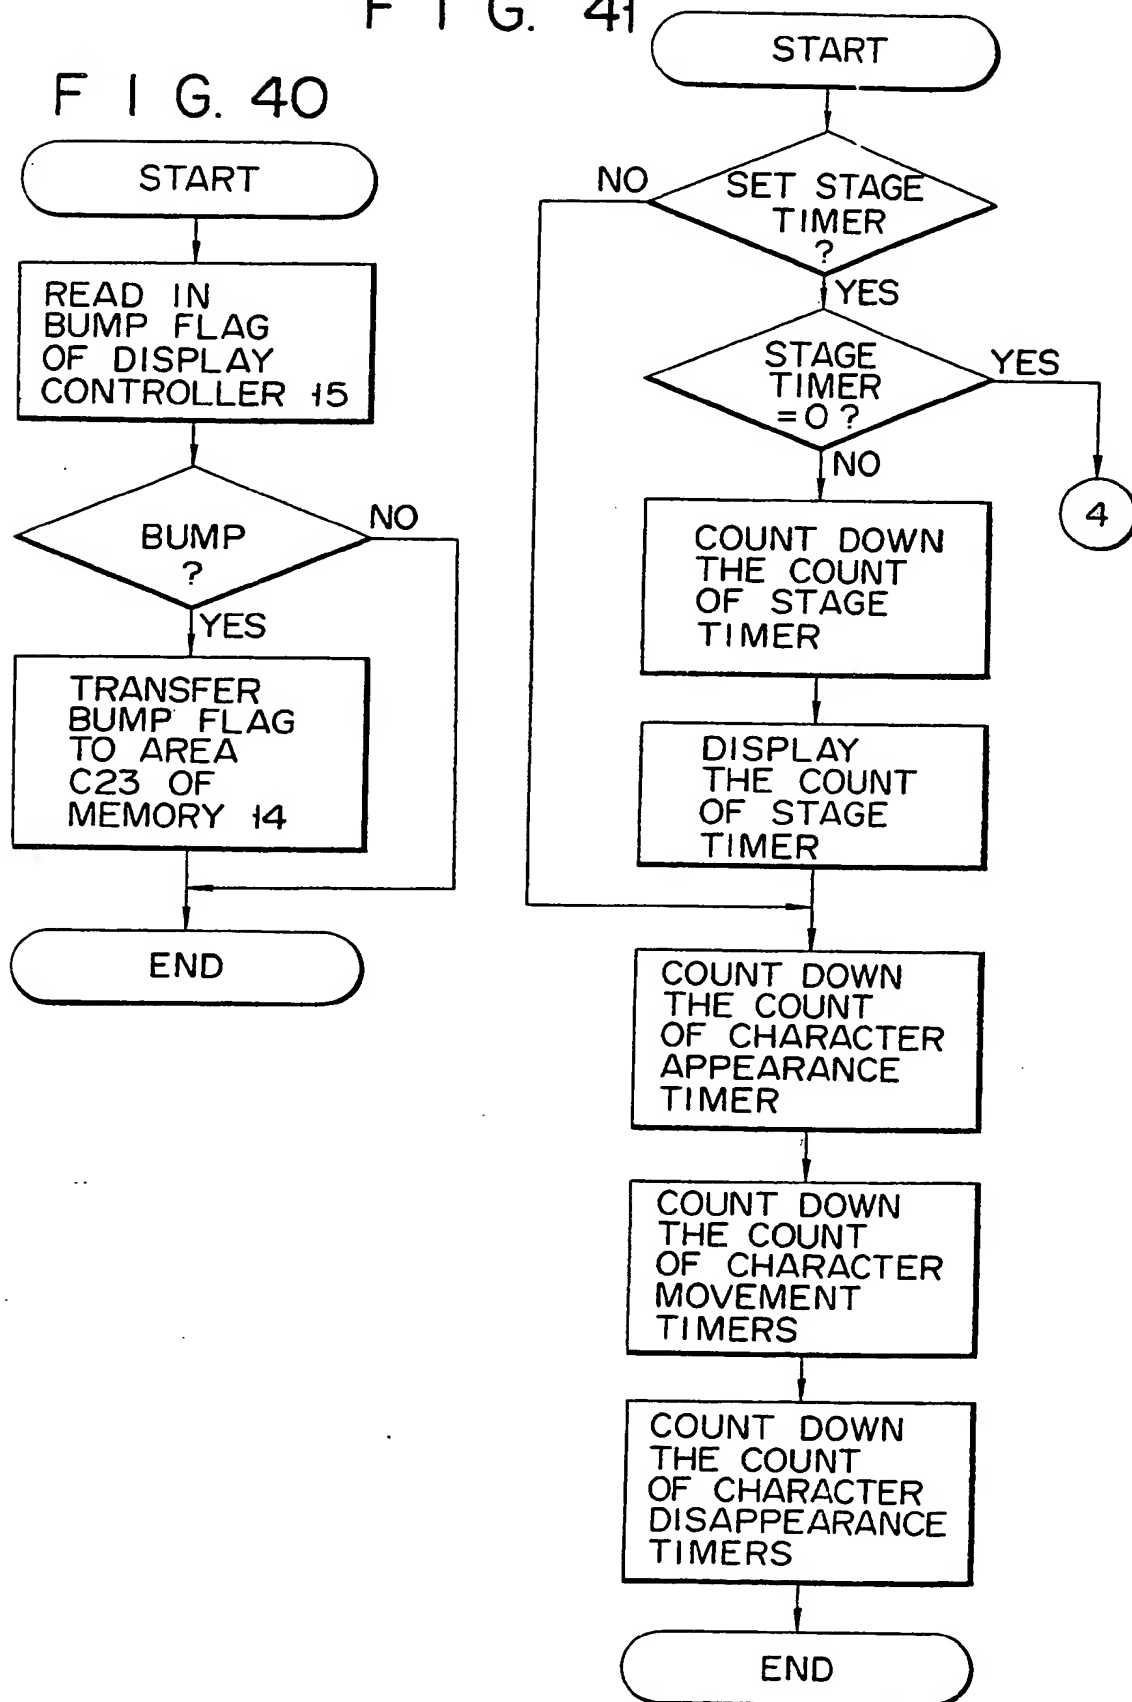 F I G. 40
START
READ IN
BUMP FLAG
OF DISPLAY
CONTROLLER 15
BUMP
?
NO
YES
TRANSFER
BUMP FLAG
TO AREA
C23 OF
MEMORY 14
END
F I G. 41
START
SET STAGE
TIMER
?
NO
YES
STAGE
TIMER
=0?
YES
4
NO
COUNT DOWN
THE COUNT
OF STAGE
TIMER
DISPLAY
THE COUNT
OF STAGE
TIMER
COUNT DOWN
THE COUNT
OF CHARACTER
APPEARANCE
TIMER
COUNT DOWN
THE COUNT
OF CHARACTER
MOVEMENT
TIMERS
COUNT DOWN
THE COUNT
OF CHARACTER
DISAPPEARANCE
TIMERS
END